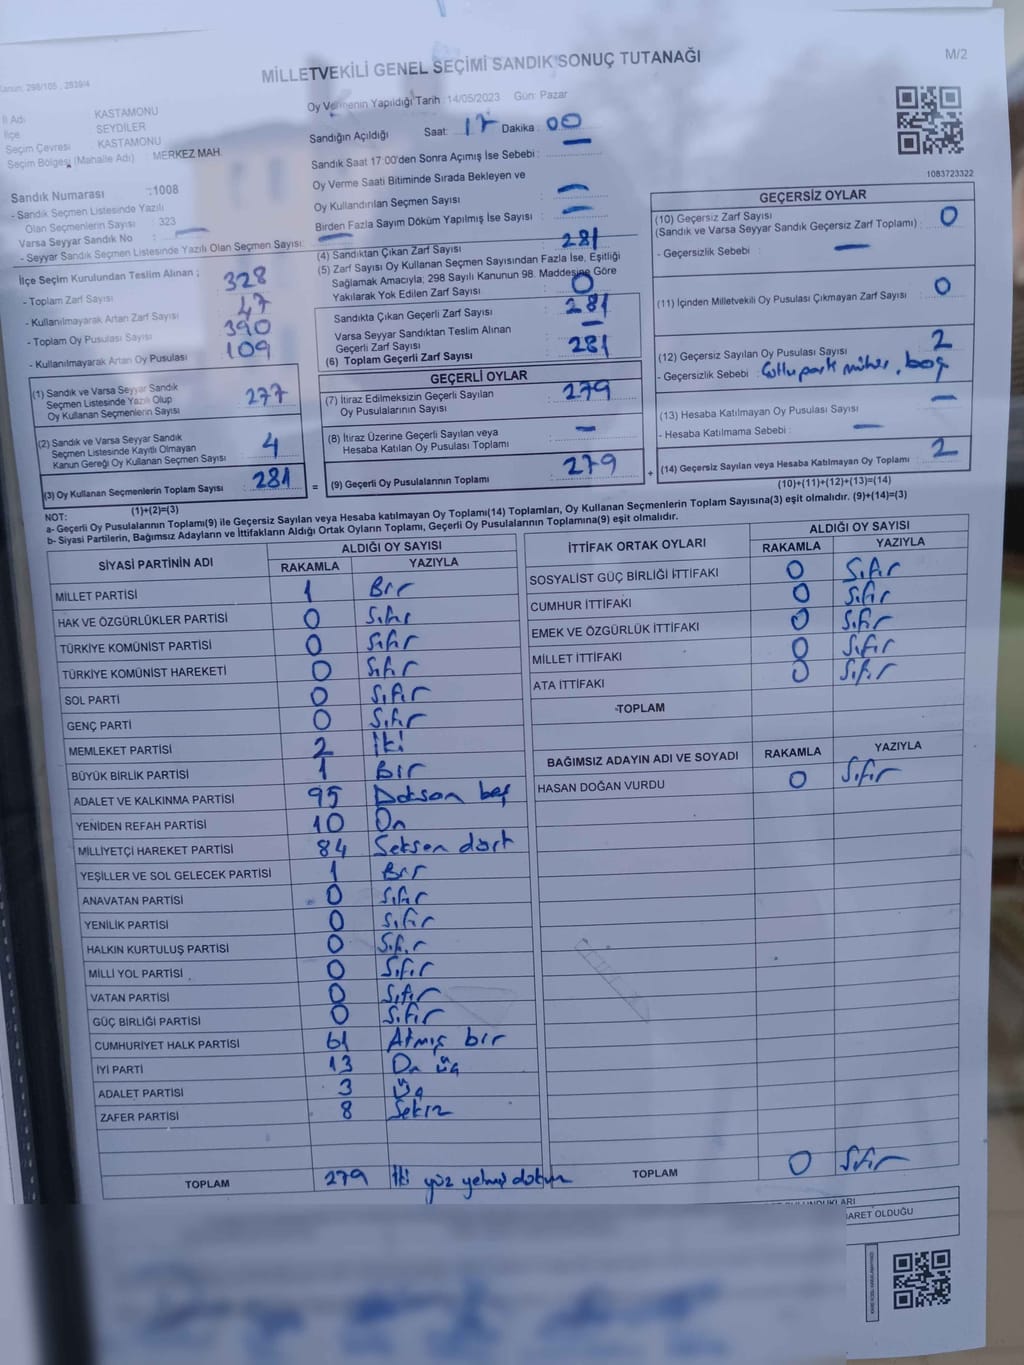 MİLLETVEKİLİ GENEL SEÇİMİ SANDIK SONUÇ TUTANAĞI
M/2
Kanun: 298/105 , 2839/4
İl Adı KASTAMONU
İlçe SEYDİLER
Seçim Çevresi KASTAMONU
Seçim Bölgesi (Mahalle Adı) : MERKEZ MAH.
Sandık Numarası :1008
- Sandık Seçmen Listesinde Yazılı
Olan Seçmenlerin Sayısı : 323
Varsa Seyyar Sandık No : —
- Seyyar Sandık Seçmen Listesinde Yazılı Olan Seçmen Sayısı: —
Oy Vermenin Yapıldığı Tarih :14/05/2023 Gün: Pazar
Sandığın Açıldığı Saat: 17 Dakika : 00
Sandık Saat 17:00'den Sonra Açımış İse Sebebi : —
Oy Verme Saati Bitiminde Sırada Bekleyen ve
Oy Kullandırılan Seçmen Sayısı : —
Birden Fazla Sayım Döküm Yapılmış İse Sayısı : —
1083723322
İlçe Seçim Kurulundan Teslim Alınan ;
- Toplam Zarf Sayısı 328
- Kullanılmayarak Artan Zarf Sayısı 47
- Toplam Oy Pusulası Sayısı 390
- Kullanılmayarak Artan Oy Pusulası 109
(1) Sandık ve Varsa Seyyar Sandık
Seçmen Listesinde Yazılı Olup
Oy Kullanan Seçmenlerin Sayısı 277
(2) Sandık ve Varsa Seyyar Sandık
Seçmen Listesinde Kayıtlı Olmayan
Kanun Gereği Oy Kullanan Seçmen Sayısı 4
(3) Oy Kullanan Seçmenlerin Toplam Sayısı 281
(1)+(2)=(3)
(4) Sandıktan Çıkan Zarf Sayısı 281
(5) Zarf Sayısı Oy Kullanan Seçmen Sayısından Fazla İse, Eşitliği
Sağlamak Amacıyla; 298 Sayılı Kanunun 98. Maddesine Göre
Yakılarak Yok Edilen Zarf Sayısı : 0
Sandıkta Çıkan Geçerli Zarf Sayısı 281
Varsa Seyyar Sandıktan Teslim Alınan
Geçerli Zarf Sayısı —
(6) Toplam Geçerli Zarf Sayısı 281
GEÇERLİ OYLAR
(7) İtiraz Edilmeksizin Geçerli Sayılan
Oy Pusulalarının Sayısı 279
(8) İtiraz Üzerine Geçerli Sayılan veya
Hesaba Katılan Oy Pusulası Toplamı —
(9) Geçerli Oy Pusulalarının Toplamı 279
GEÇERSİZ OYLAR
(10) Geçersiz Zarf Sayısı 0
(Sandık ve Varsa Seyyar Sandık Geçersiz Zarf Toplamı) :
- Geçersizlik Sebebi : —
(11) İçinden Milletvekili Oy Pusulası Çıkmayan Zarf Sayısı 0
(12) Geçersiz Sayılan Oy Pusulası Sayısı 2
- Geçersizlik Sebebi : mühür, boş
(13) Hesaba Katılmayan Oy Pusulası Sayısı —
- Hesaba Katılmama Sebebi : —
(14) Geçersiz Sayılan veya Hesaba Katılmayan Oy Toplamı : 2
(10)+(11)+(12)+(13)=(14)
NOT:
a- Geçerli Oy Pusulalarının Toplamı(9) ile Geçersiz Sayılan veya Hesaba katılmayan Oy Toplamı(14) Toplamları, Oy Kullanan Seçmenlerin Toplam Sayısına(3) eşit olmalıdır. (9)+(14)=(3)
b- Siyasi Partilerin, Bağımsız Adayların ve İttifakların Aldığı Ortak Oyların Toplamı, Geçerli Oy Pusulalarının Toplamına(9) eşit olmalıdır.
SİYASİ PARTİNİN ADI ALDIĞI OY SAYISI
RAKAMLA YAZIYLA
MİLLET PARTİSİ 1 Bir
HAK VE ÖZGÜRLÜKLER PARTİSİ 0 Sıfır
TÜRKİYE KOMÜNİST PARTİSİ 0 Sıfır
TÜRKİYE KOMÜNİST HAREKETİ 0 Sıfır
SOL PARTİ 0 Sıfır
GENÇ PARTİ 0 Sıfır
MEMLEKET PARTİSİ 2 İki
BÜYÜK BİRLİK PARTİSİ 1 Bir
ADALET VE KALKINMA PARTİSİ 95 Doksan beş
YENİDEN REFAH PARTİSİ 10 On
MİLLİYETÇİ HAREKET PARTİSİ 84 Seksen dört
YEŞİLLER VE SOL GELECEK PARTİSİ 1 Bir
ANAVATAN PARTİSİ 0 Sıfır
YENİLİK PARTİSİ 0 Sıfır
HALKIN KURTULUŞ PARTİSİ 0 Sıfır
MİLLİ YOL PARTİSİ 0 Sıfır
VATAN PARTİSİ 0 Sıfır
GÜÇ BİRLİĞİ PARTİSİ 0 Sıfır
CUMHURİYET HALK PARTİSİ 61 Atmış bir
İYİ PARTİ 13 On üç
ADALET PARTİSİ 3 üç
ZAFER PARTİSİ 8 Sekiz
TOPLAM 279 İki yüz yetmiş dokuz
İTTİFAK ORTAK OYLARI ALDIĞI OY SAYISI
RAKAMLA YAZIYLA
SOSYALİST GÜÇ BİRLİĞİ İTTİFAKI 0 Sıfır
CUMHUR İTTİFAKI 0 Sıfır
EMEK VE ÖZGÜRLÜK İTTİFAKI 0 Sıfır
MİLLET İTTİFAKI 0 Sıfır
ATA İTTİFAKI 0 Sıfır
TOPLAM
BAĞIMSIZ ADAYIN ADI VE SOYADI RAKAMLA YAZIYLA
HASAN DOĞAN VURDU 0 Sıfır
TOPLAM 0 Sıfır
OLDUĞU